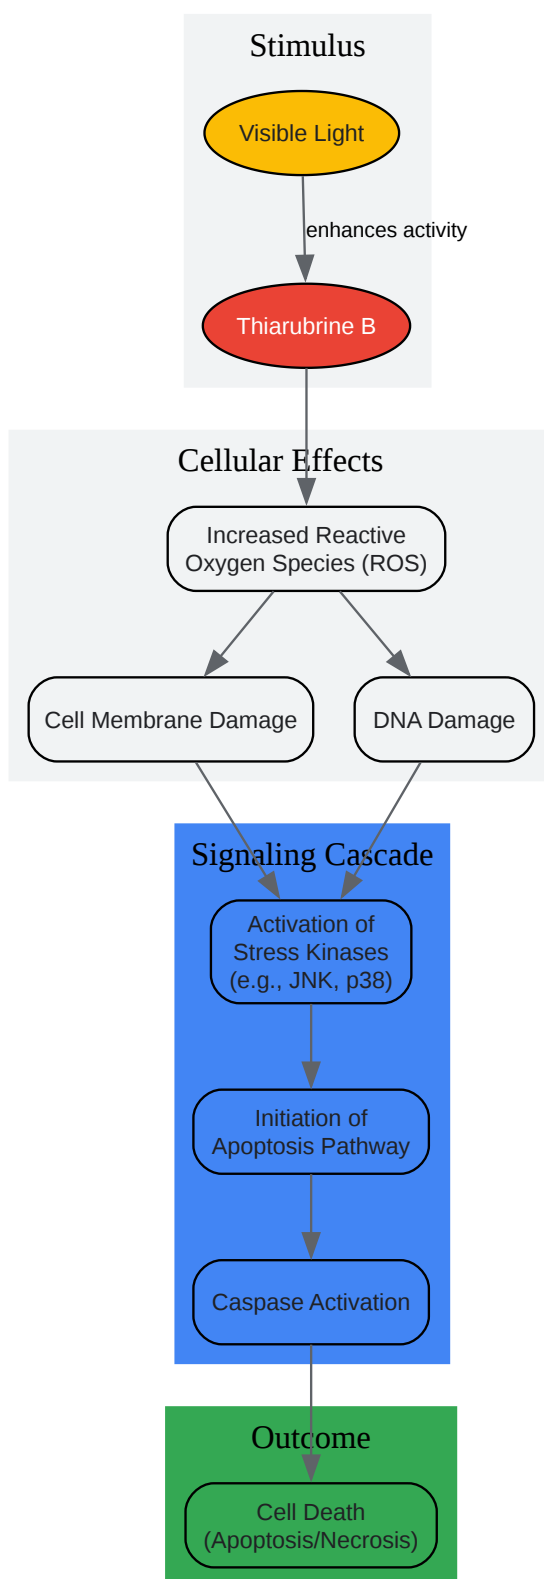 Stimulus
Visible Light
enhances activity
Thiarubrine B
Cellular Effects
Increased Reactive
Oxygen Species (ROS)
Cell Membrane Damage
DNA Damage
Signaling Cascade
Activation of
Stress Kinases
(e.g., JNK, p38)
Initiation of
Apoptosis Pathway
Caspase Activation
Outcome
Cell Death
(Apoptosis/Necrosis)